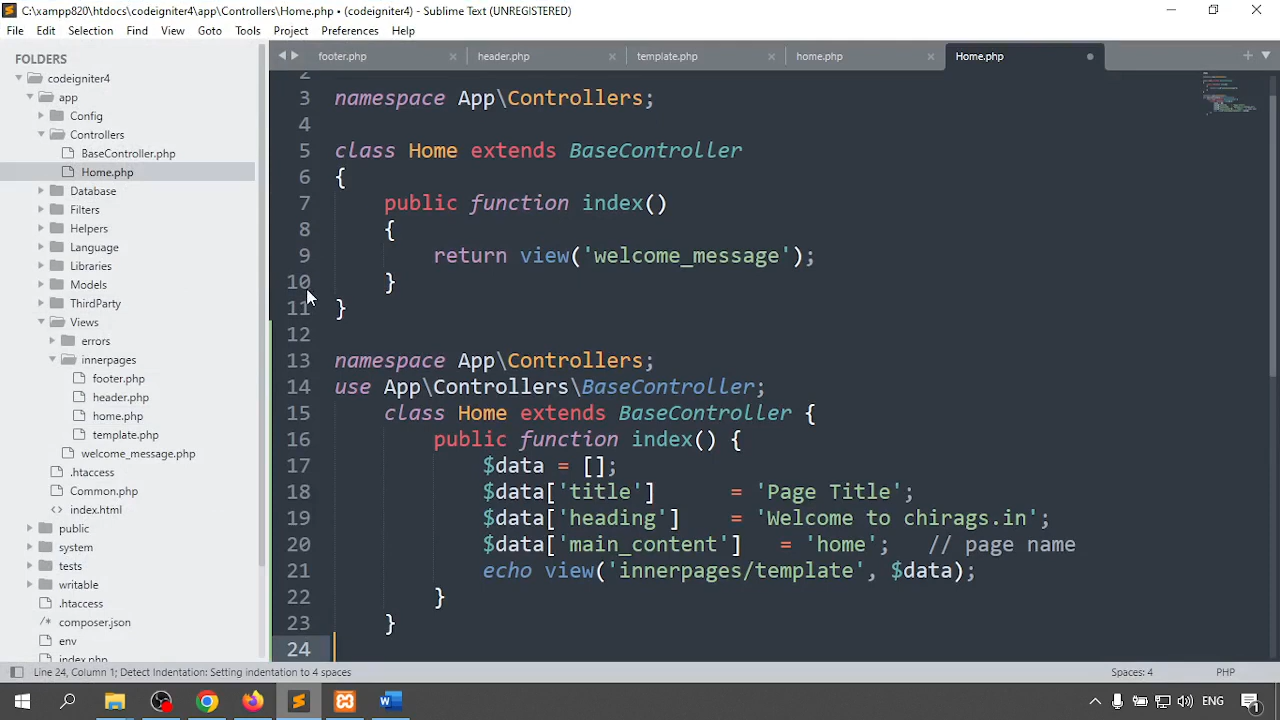 C:\xampp820\htdocs\codeigniter4\app\Controllers\Home.php • (codeigniter4) - Sublime Text (UNREGISTERED)
File Edit Selection Find View Goto Tools Project Preferences Help
FOLDERS
codeigniter4
app
Config
Controllers
BaseController.php
Home.php
Database
Filters
Helpers
Language
Libraries
Models
ThirdParty
Views
errors
innerpages
footer.php
header.php
home.php
template.php
welcome_message.php
.htaccess
Common.php
index.html
public
system
tests
writable
.htaccess
composer.json
env
index.php
footer.php header.php template.php home.php Home.php
2
3 namespace App\Controllers;
4
5 class Home extends BaseController
6 {
7 public function index()
8 {
9 return view('welcome_message');
10 }
11 }
12
13 namespace App\Controllers;
14 use App\Controllers\BaseController;
15 class Home extends BaseController {
16 public function index() {
17 $data = [];
18 $data['title'] = 'Page Title';
19 $data['heading'] = 'Welcome to chirags.in';
20 $data['main_content'] = 'home'; // page name
21 echo view('innerpages/template', $data);
22 }
23 }
24
Line 24, Column 1; Detect Indentation: Setting indentation to 4 spaces
Spaces: 4
PHP
ENG
1